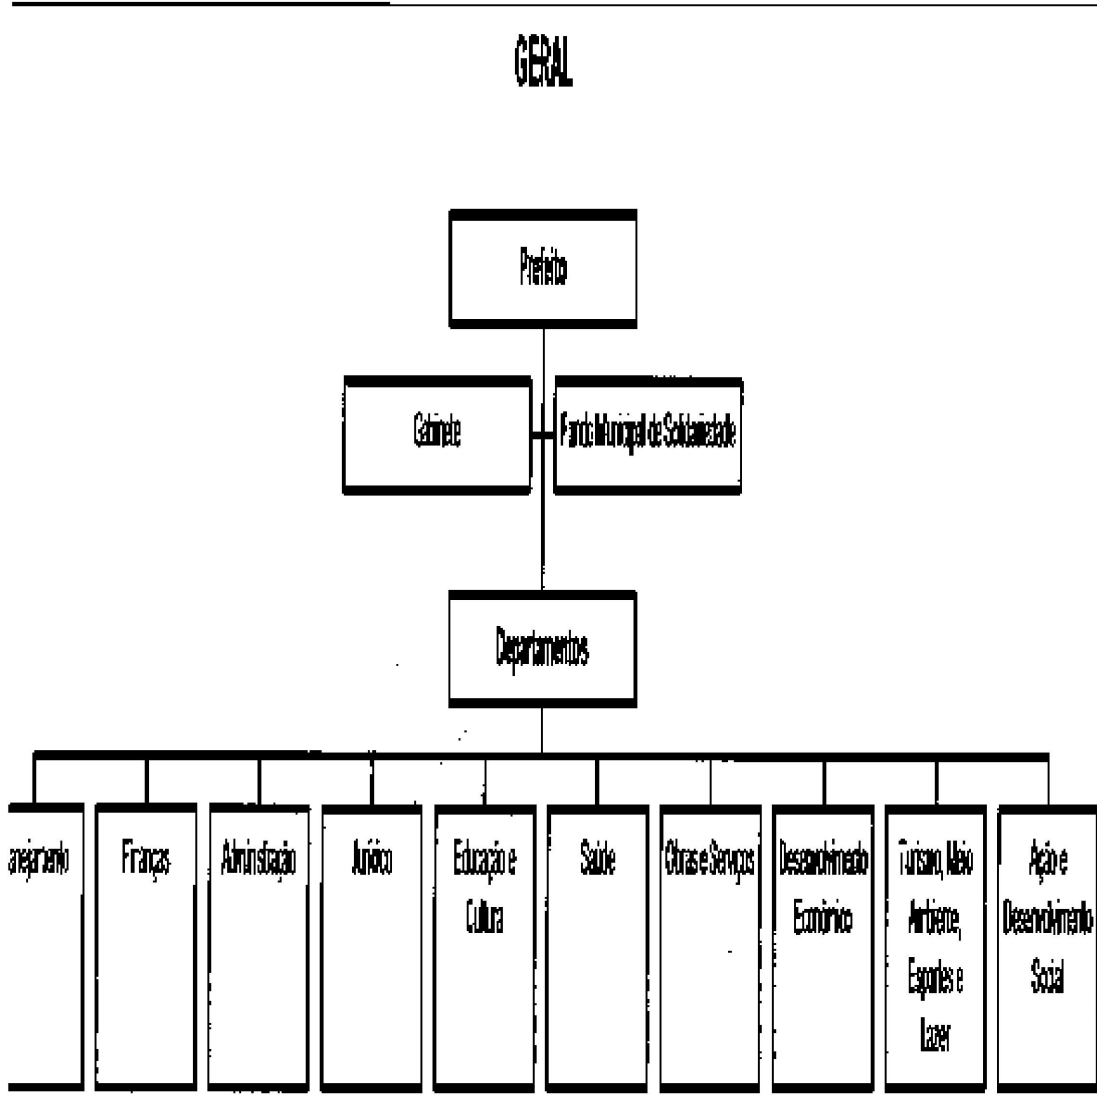 GERAL
Prefeito
Gabinete
Fundo Municipal de Solidariedade
Departamentos
anejamento
Finanças
Administração
Jurídico
Educação e
Cultura
Saúde
Obras e Serviços
Desenvolvimento
Econômico
Turismo, Meio
Ambiente,
Esportes e
Lazer
Ação e
Desenvolvimento
Social